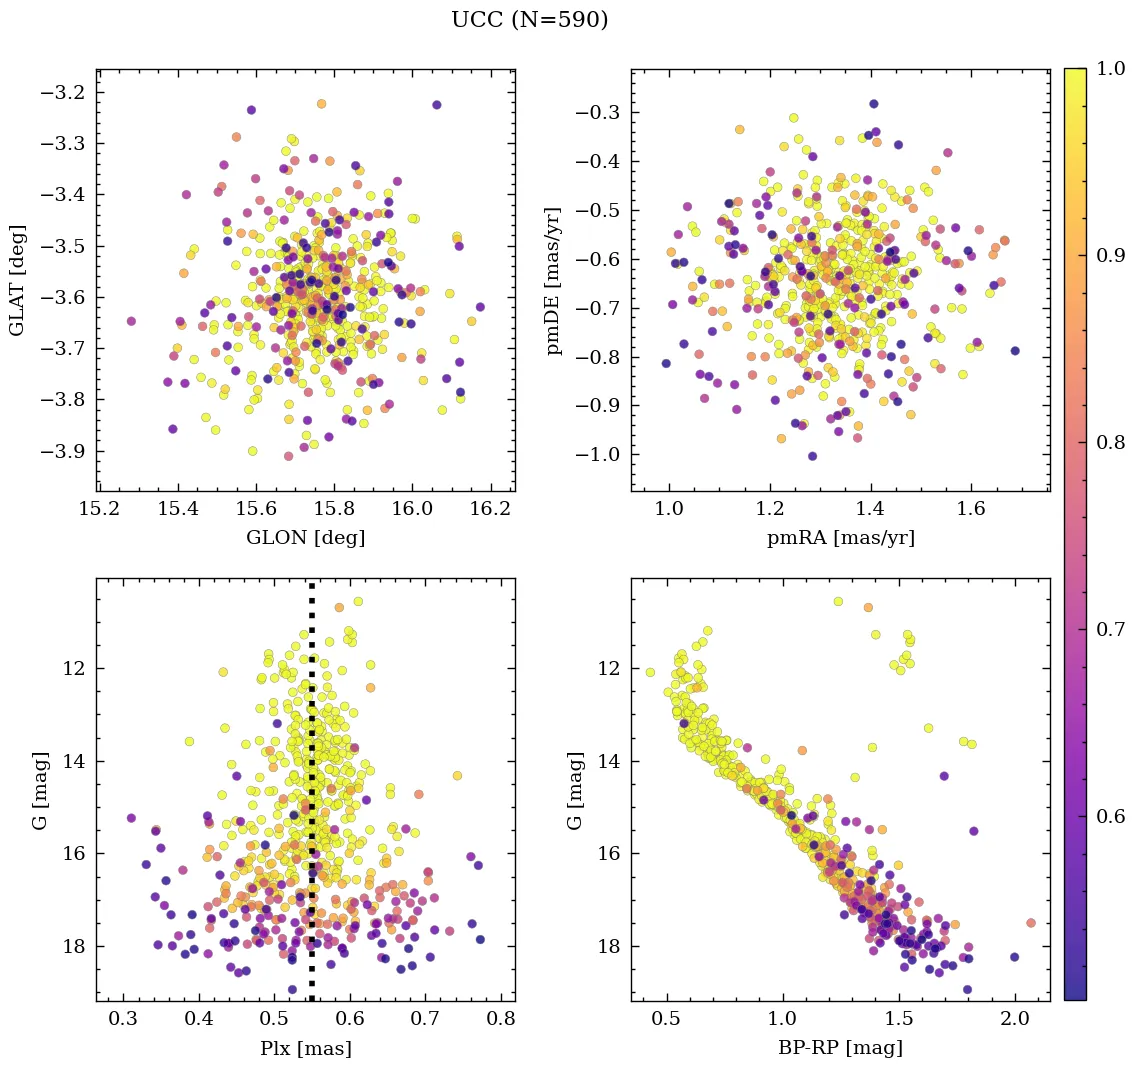 UCC (N=590)
−3.2
−3.3
−3.4
−3.5
−3.6
−3.7
−3.8
−3.9
GLAT [deg]
15.2 15.4 15.6 15.8 16.0 16.2
GLON [deg]
−0.3
−0.4
−0.5
−0.6
−0.7
−0.8
−0.9
−1.0
pmDE [mas/yr]
1.0 1.2 1.4 1.6
pmRA [mas/yr]
1.0
0.9
0.8
0.7
0.6
12
14
16
18
G [mag]
0.3 0.4 0.5 0.6 0.7 0.8
Plx [mas]
12
14
16
18
G [mag]
0.5 1.0 1.5 2.0
BP-RP [mag]